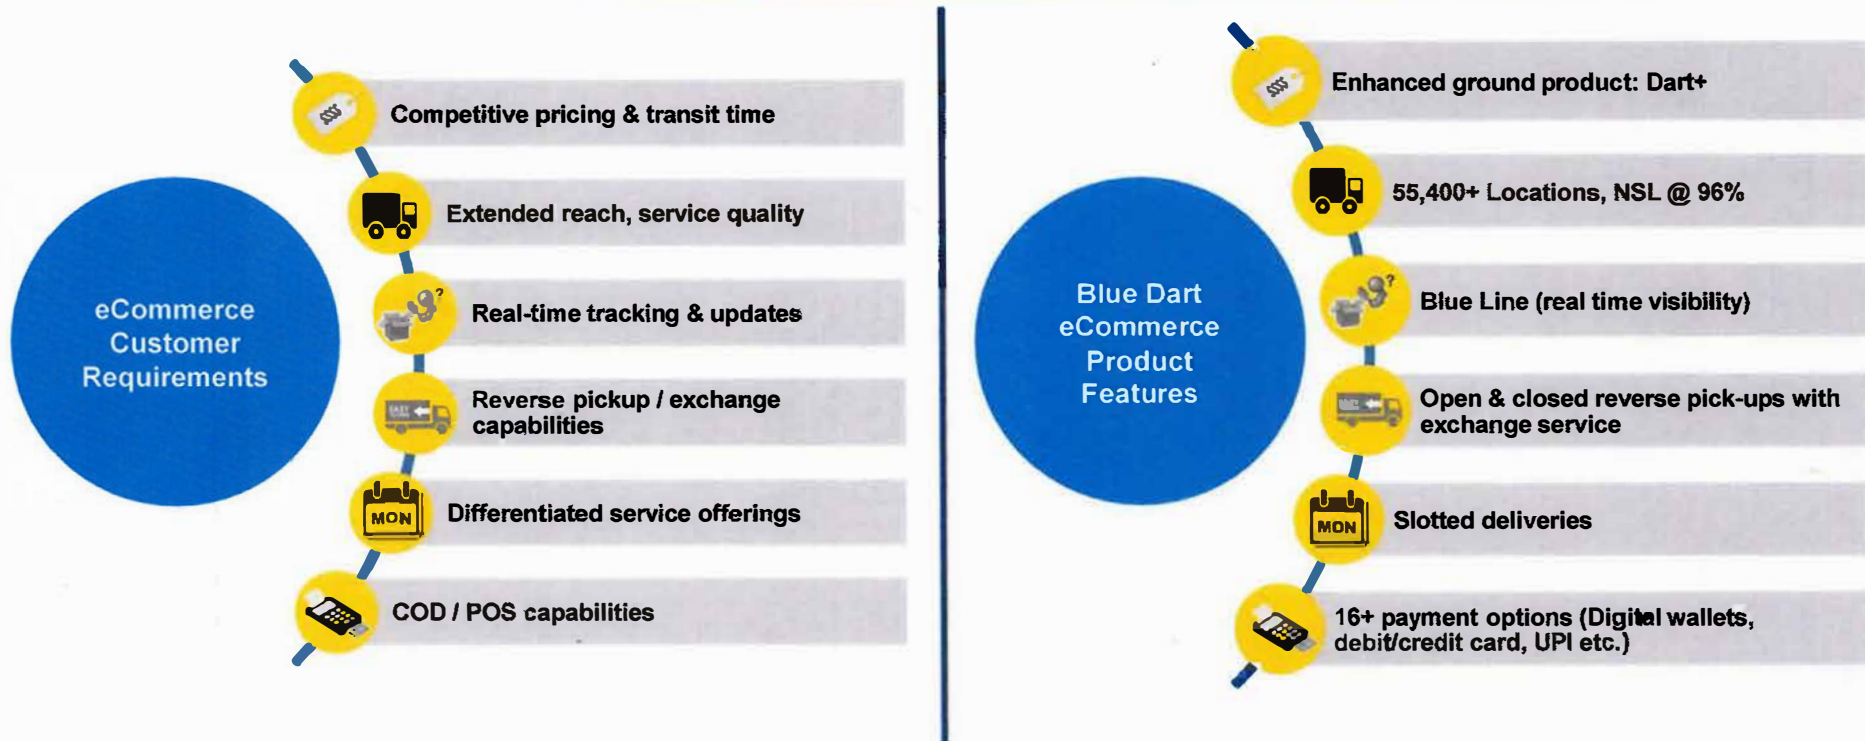 eCommerce
Customer
Requirements
Competitive pricing & transit time
Extended reach, service quality
?
Real-time tracking & updates
Reverse pickup / exchange
capabilities
MON
Differentiated service offerings
COD / POS capabilities
Blue Dart
eCommerce
Product
Features
Enhanced ground product: Dart+
55,400+ Locations, NSL @ 96%
?
Blue Line (real time visibility)
Open & closed reverse pick-ups with
exchange service
MON
Slotted deliveries
16+ payment options (Digital wallets,
debit/credit card, UPI etc.)